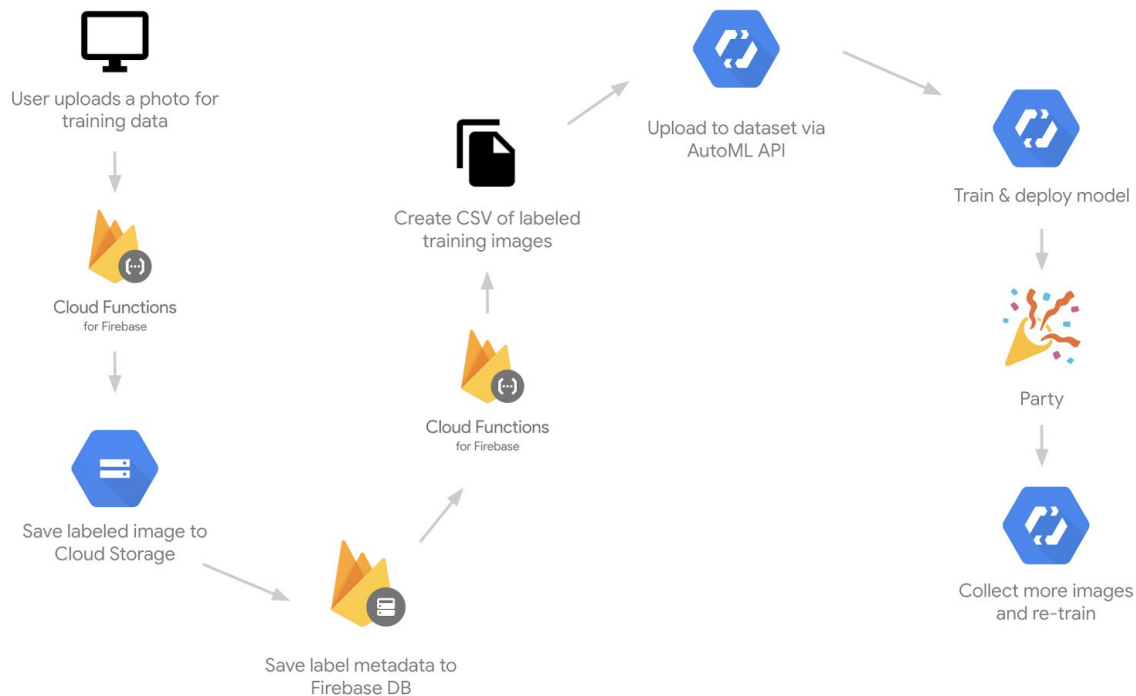 User uploads a photo for
training data
Cloud Functions
for Firebase
Save labeled image to
Cloud Storage
Save label metadata to
Firebase DB
Cloud Functions
for Firebase
Create CSV of labeled
training images
Upload to dataset via
AutoML API
Train & deploy model
Party
Collect more images
and re-train